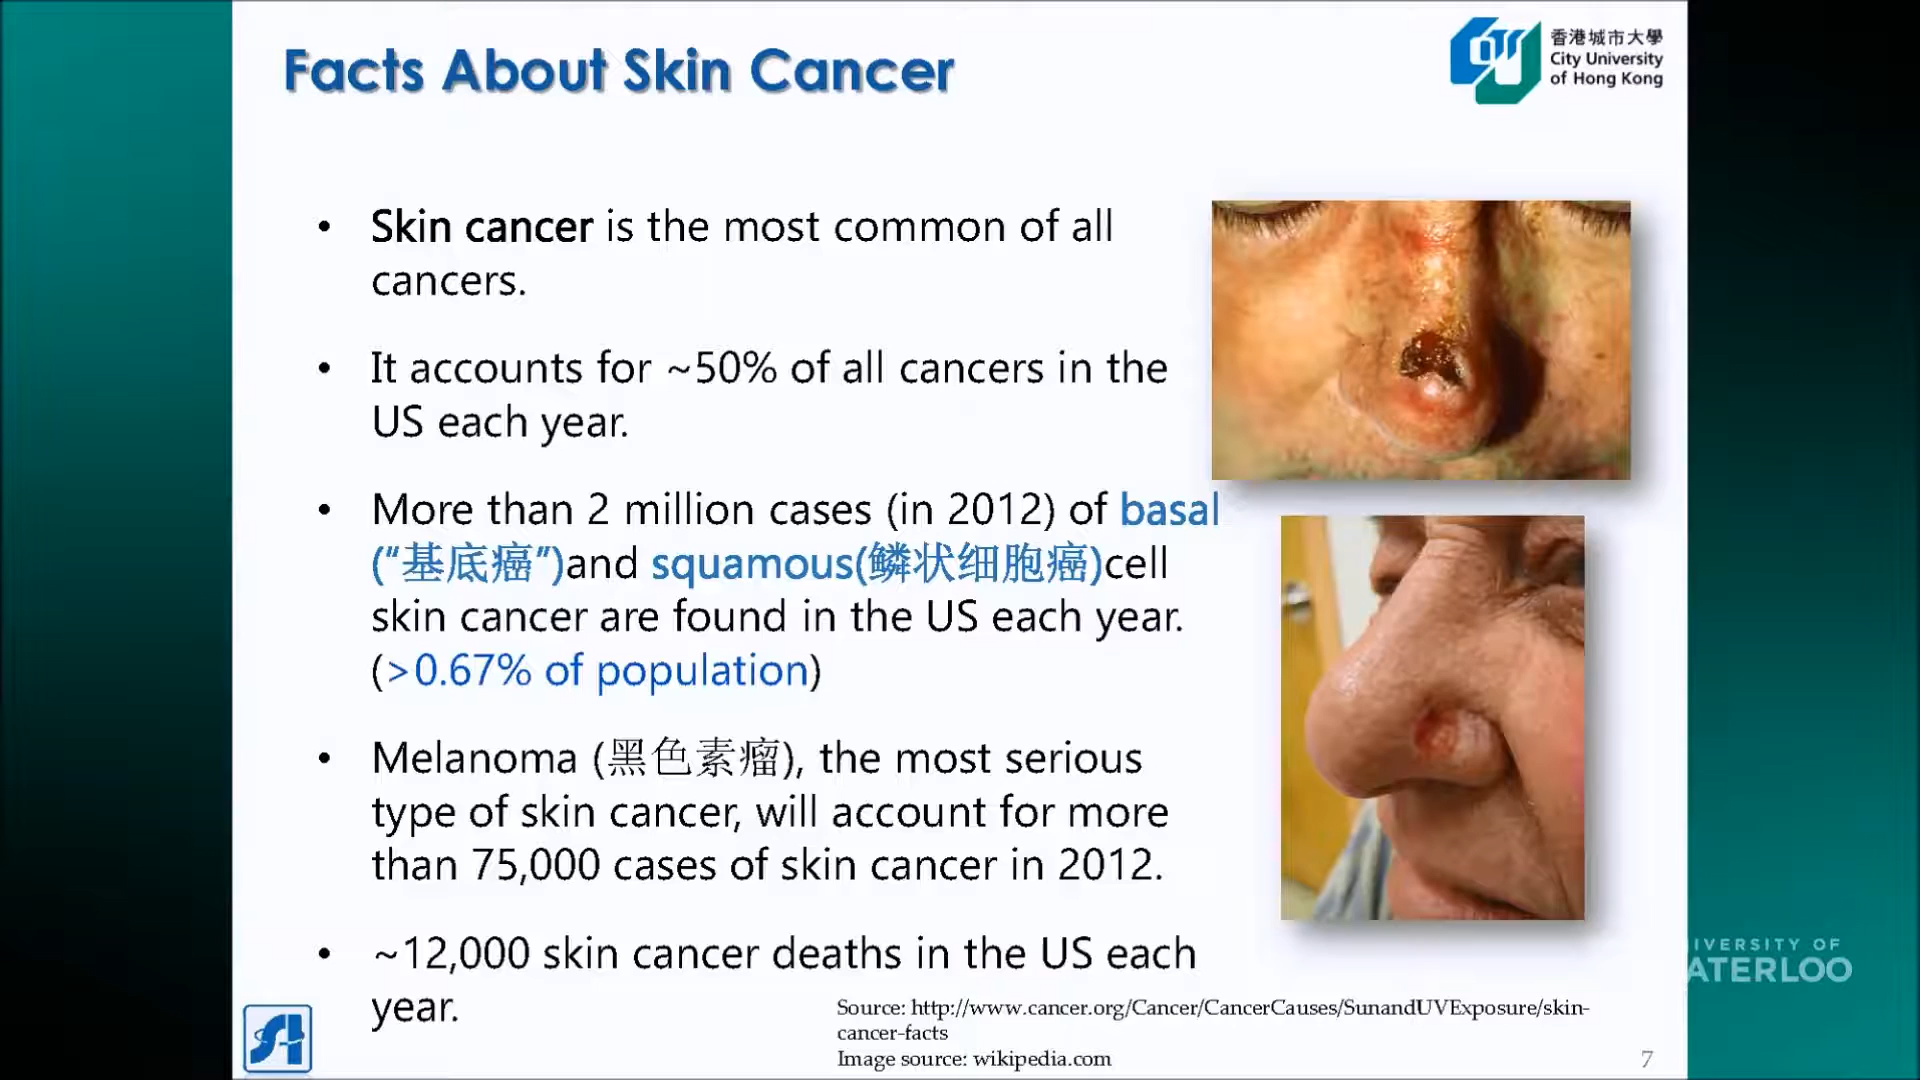 Facts About Skin Cancer
香港城市大學
City University
of Hong Kong
• Skin cancer is the most common of all
cancers.
• It accounts for ~50% of all cancers in the
US each year.
• More than 2 million cases (in 2012) of basal
(“基底癌”)and squamous(鳞状细胞癌)cell
skin cancer are found in the US each year.
(>0.67% of population)
• Melanoma (黑色素瘤), the most serious
type of skin cancer, will account for more
than 75,000 cases of skin cancer in 2012.
• ~12,000 skin cancer deaths in the US each
year.
Source: http://www.cancer.org/Cancer/CancerCauses/SunandUVExposure/skin-
cancer-facts
Image source: wikipedia.com
7
IVERSITY OF
ATERLOO